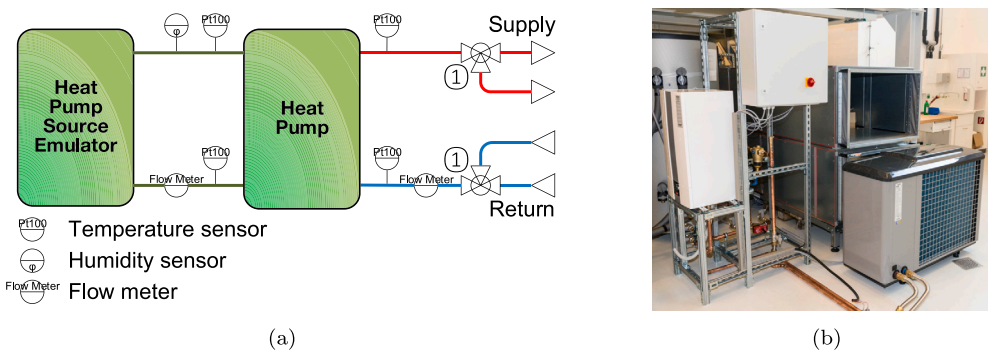 φ
Pt100
Pt100
Supply
1
Heat
Pump
Source
Emulator
Heat
Pump
Pt100
Flow Meter
Pt100
Flow Meter
1
Return
Pt100
Temperature sensor
φ
Humidity sensor
Flow Meter
Flow meter
(a)
(b)